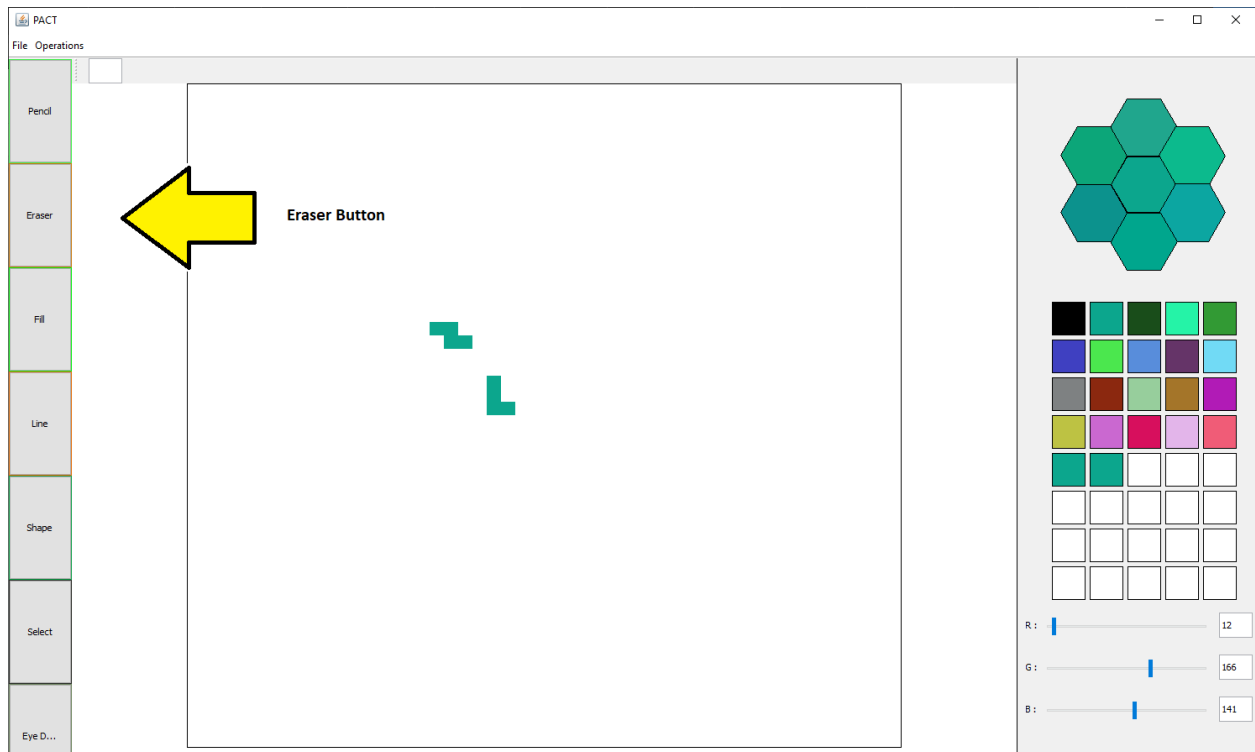 PACT
File Operations
Pencil
Eraser
Eraser Button
Fill
Line
Shape
Select
Eye D...
R : 12
G : 166
B : 141